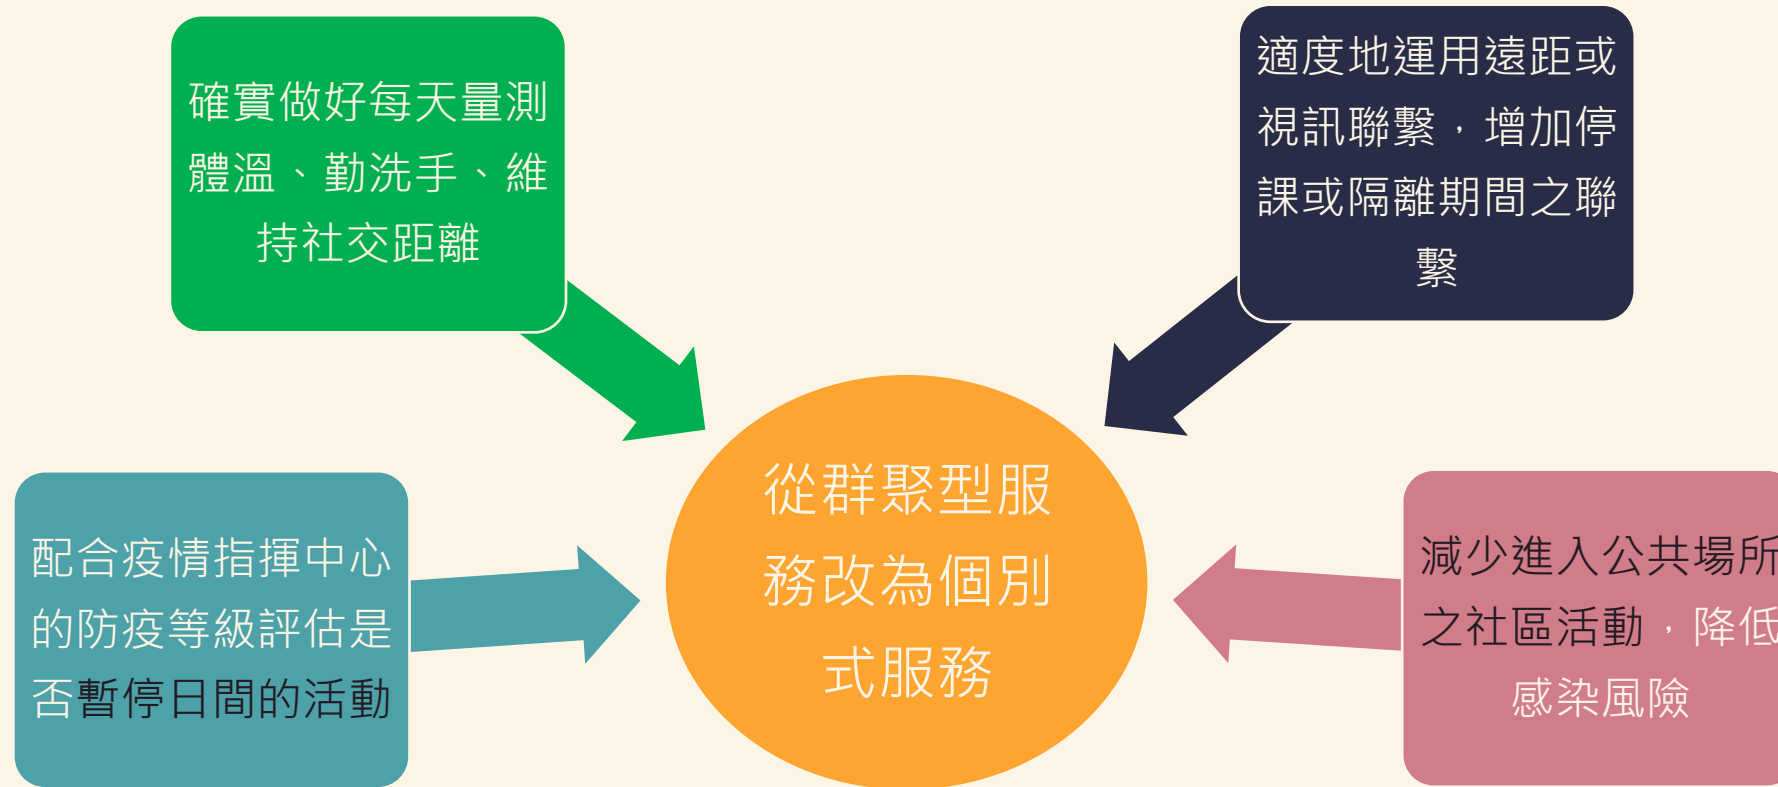 確實做好每天量測
體溫、勤洗手、維
持社交距離
適度地運用遠距或
視訊聯繫，增加停
課或隔離期間之聯
繫
從群聚型服
務改為個別
式服務
配合疫情指揮中心
的防疫等級評估是
否暫停日間的活動
減少進入公共場所
之社區活動，降低
感染風險